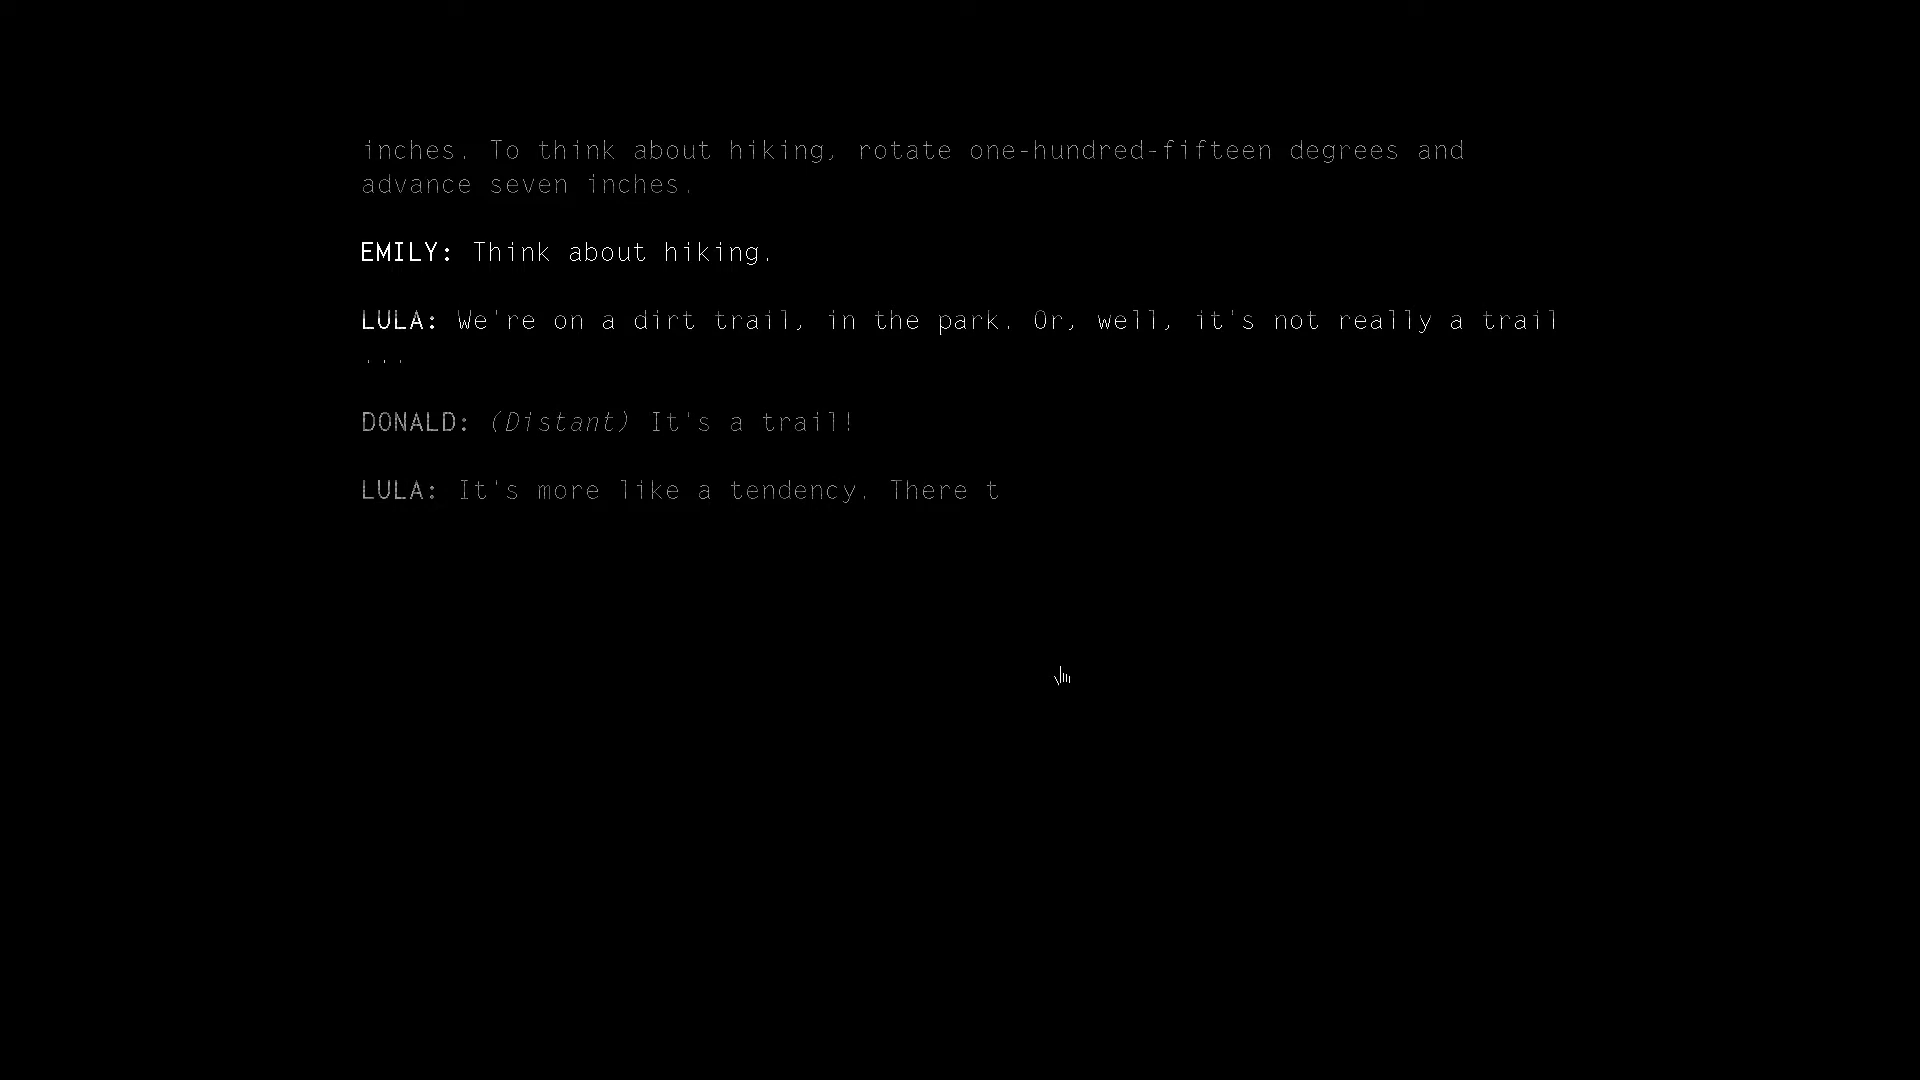 inches. To think about hiking, rotate one-hundred-fifteen degrees and
advance seven inches.
EMILY: Think about hiking.
LULA: We're on a dirt trail, in the park. Or, well, it's not really a trail
...
DONALD: (Distant) It's a trail!
LULA: It's more like a tendency. There t